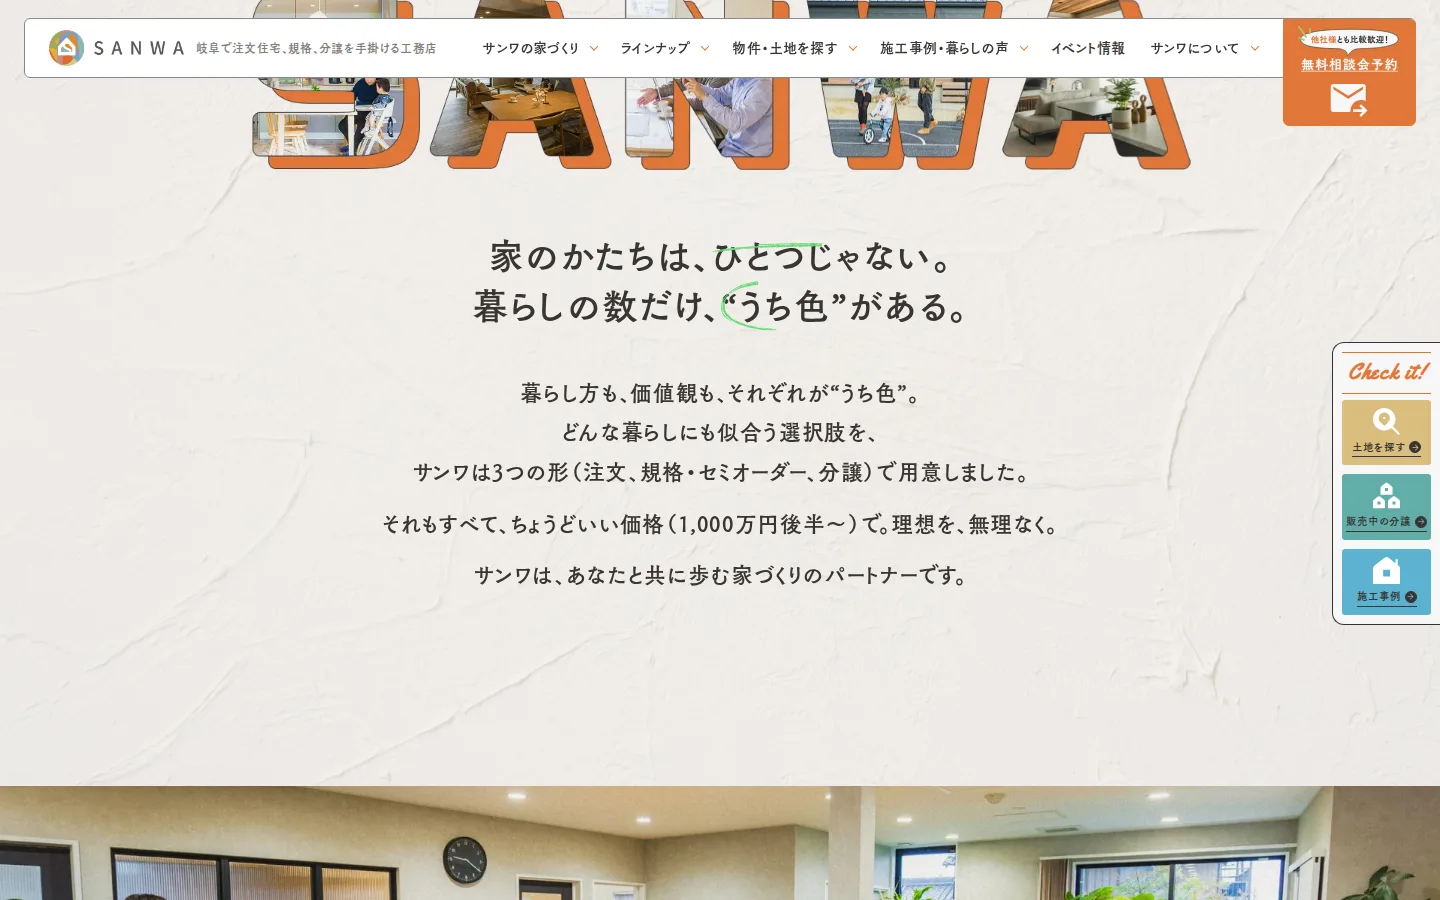 SANWA
SANWA 岐阜で注文住宅、規格、分譲を手掛ける工務店
サンワの家づくり ラインナップ 物件・土地を探す 施工事例・暮らしの声 イベント情報 サンワについて
他社様とも比較歓迎！
無料相談会予約
家のかたちは、ひとつじゃない。
暮らしの数だけ、“うち色”がある。
暮らし方も、価値観も、それぞれが“うち色”。
どんな暮らしにも似合う選択肢を、
サンワは3つの形（注文、規格・セミオーダー、分譲）で用意しました。
それもすべて、ちょうどいい価格（1,000万円後半〜）で。理想を、無理なく。
サンワは、あなたと共に歩む家づくりのパートナーです。
Check it!
土地を探す
販売中の分譲
施工事例